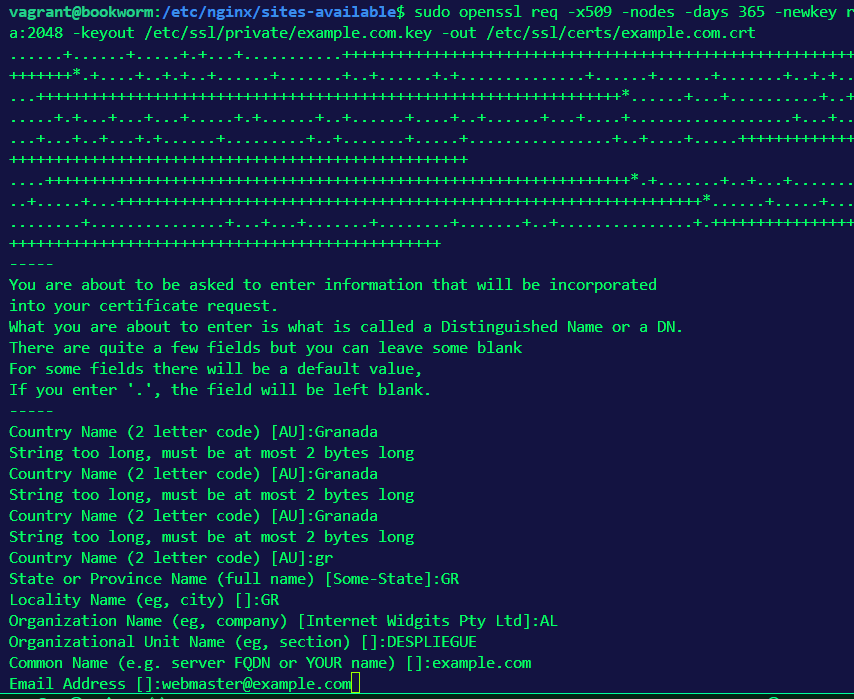 vagrant@bookworm:/etc/nginx/sites-available$ sudo openssl req -x509 -nodes -days 365 -newkey r
a:2048 -keyout /etc/ssl/private/example.com.key -out /etc/ssl/certs/example.com.crt
-----
You are about to be asked to enter information that will be incorporated
into your certificate request.
What you are about to enter is what is called a Distinguished Name or a DN.
There are quite a few fields but you can leave some blank
For some fields there will be a default value,
If you enter '.', the field will be left blank.
-----
Country Name (2 letter code) [AU]:Granada
String too long, must be at most 2 bytes long
Country Name (2 letter code) [AU]:Granada
String too long, must be at most 2 bytes long
Country Name (2 letter code) [AU]:Granada
String too long, must be at most 2 bytes long
Country Name (2 letter code) [AU]:gr
State or Province Name (full name) [Some-State]:GR
Locality Name (eg, city) []:GR
Organization Name (eg, company) [Internet Widgits Pty Ltd]:AL
Organizational Unit Name (eg, section) []:DESPLIEGUE
Common Name (e.g. server FQDN or YOUR name) []:example.com
Email Address []:webmaster@example.com